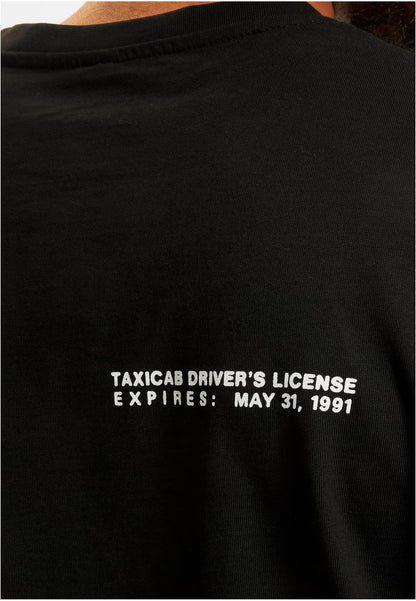 TAXICAB DRIVER'S LICENSE
EXPIRES: MAY 31, 1991